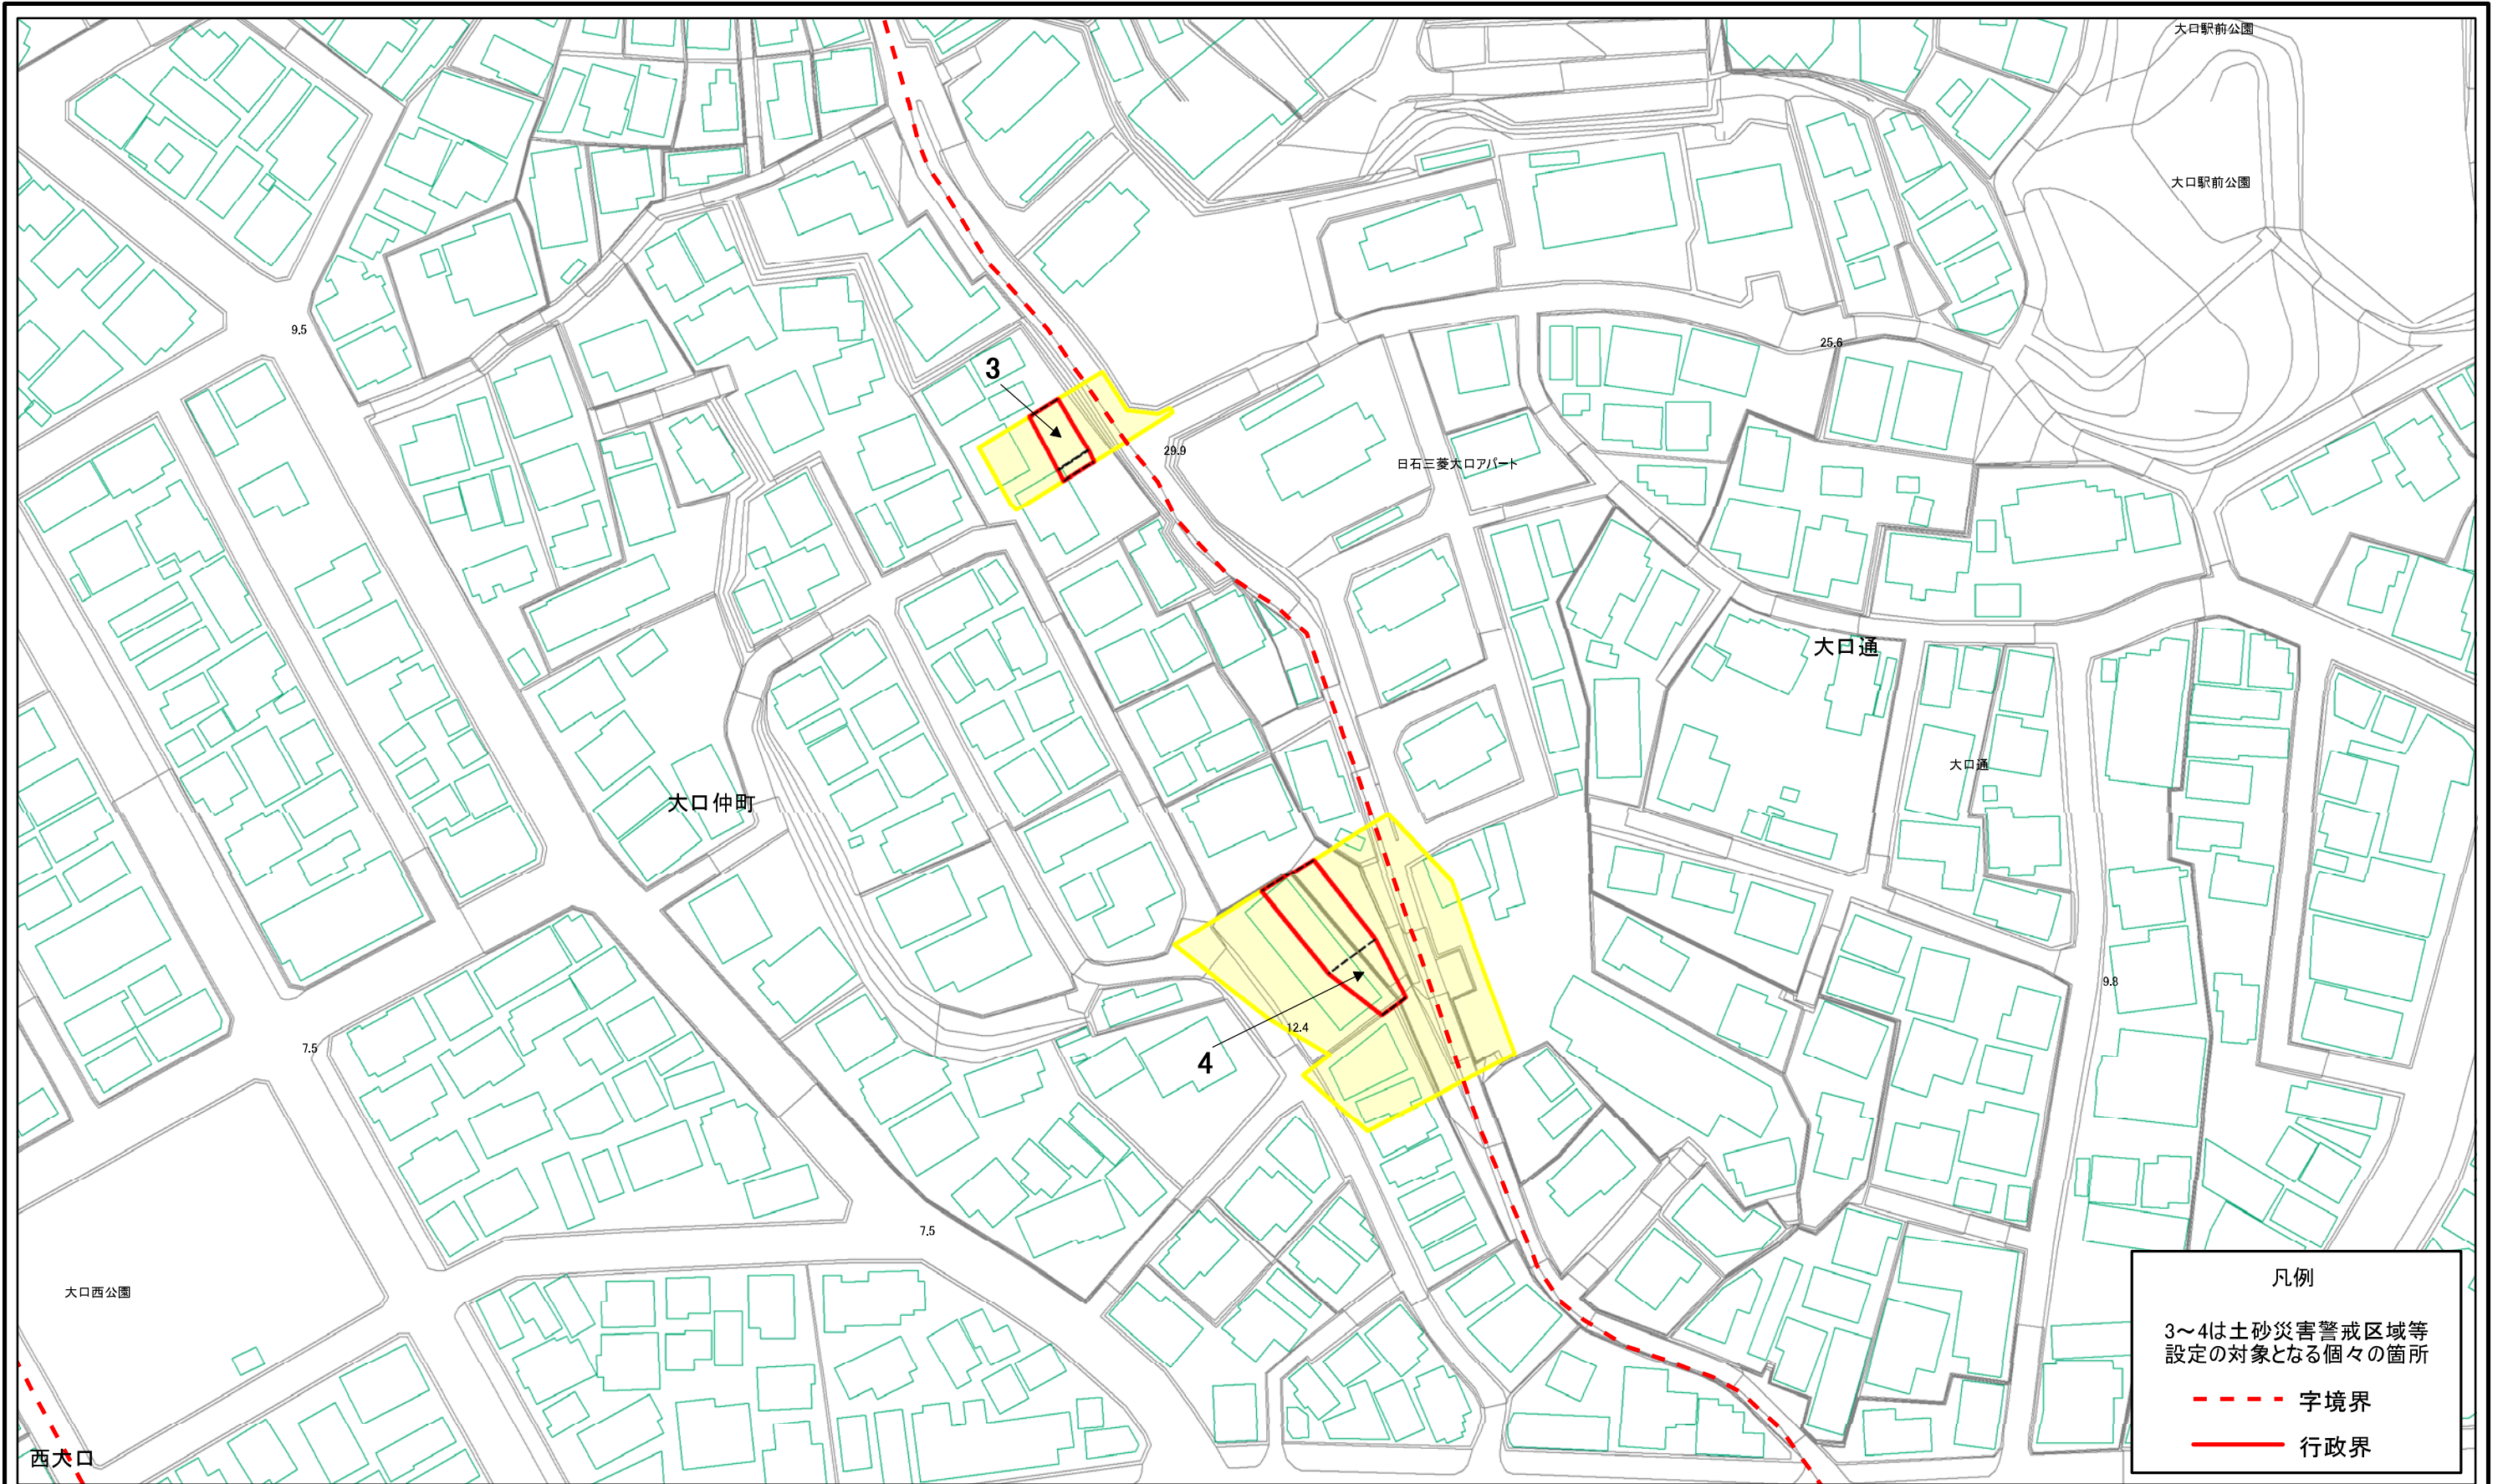 大口駅前公園
大口駅前公園
9.5
25.6
3
29.9
日石三菱大口アパート
大口通
大口通
大口仲町
9.8
12.4
7.5
4
7.5
大口西公園
西大口
凡例
3～4は土砂災害警戒区域等
設定の対象となる個々の箇所
字境界
行政界